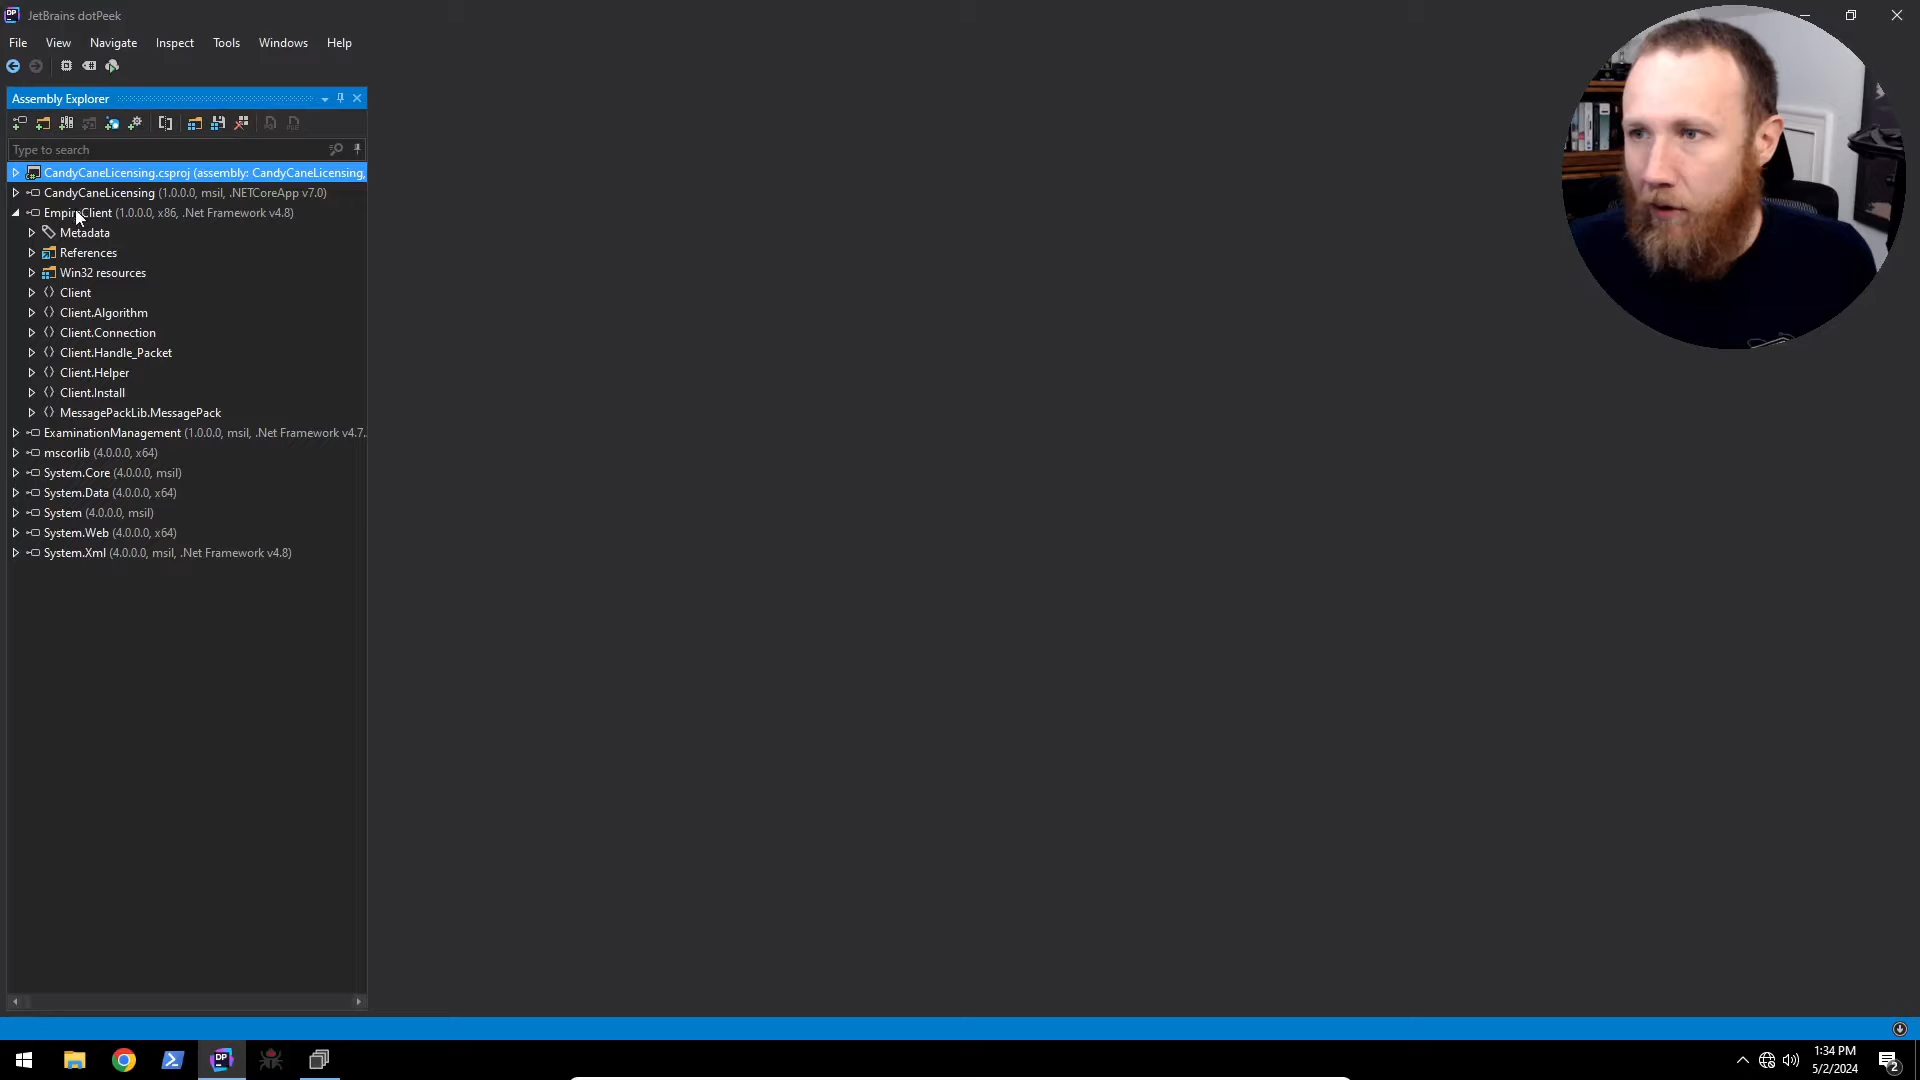 JetBrains dotPeek
File View Navigate Inspect Tools Windows Help
Assembly Explorer
Type to search
CandyCaneLicensing.csproj (assembly: CandyCaneLicensing,
CandyCaneLicensing (1.0.0.0, msil, .NETCoreApp v7.0)
EmpireClient (1.0.0.0, x86, .Net Framework v4.8)
Metadata
References
Win32 resources
Client
Client.Algorithm
Client.Connection
Client.Handle_Packet
Client.Helper
Client.Install
MessagePackLib.MessagePack
ExaminationManagement (1.0.0.0, msil, .Net Framework v4.7..
mscorlib (4.0.0.0, x64)
System.Core (4.0.0.0, msil)
System.Data (4.0.0.0, x64)
System (4.0.0.0, msil)
System.Web (4.0.0.0, x64)
System.Xml (4.0.0.0, msil, .Net Framework v4.8)
DP
1:34 PM
5/2/2024
2